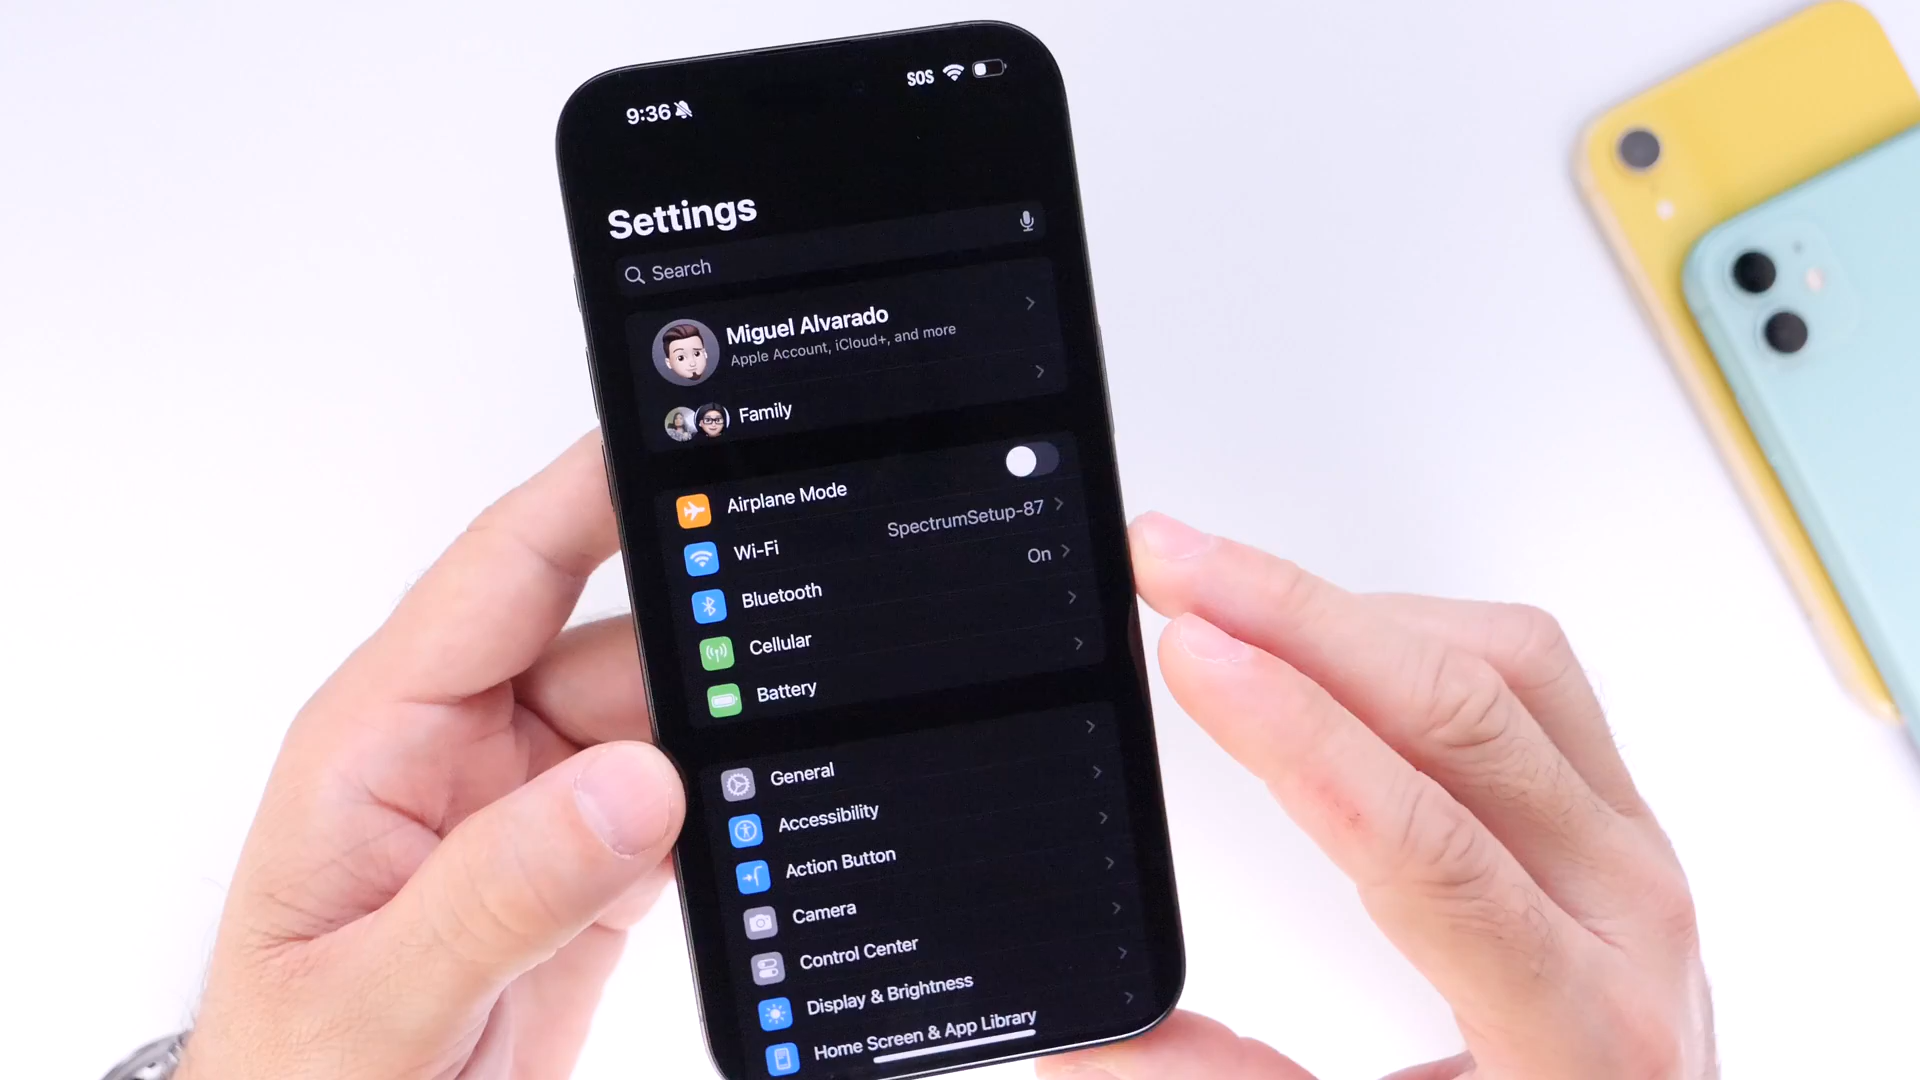 9:36
SOS
Settings
Search
Miguel Alvarado
Apple Account, iCloud+, and more
Family
Airplane Mode
Wi-Fi
SpectrumSetup-87
Bluetooth
On
Cellular
Battery
General
Accessibility
Action Button
Camera
Control Center
Display & Brightness
Home Screen & App Library